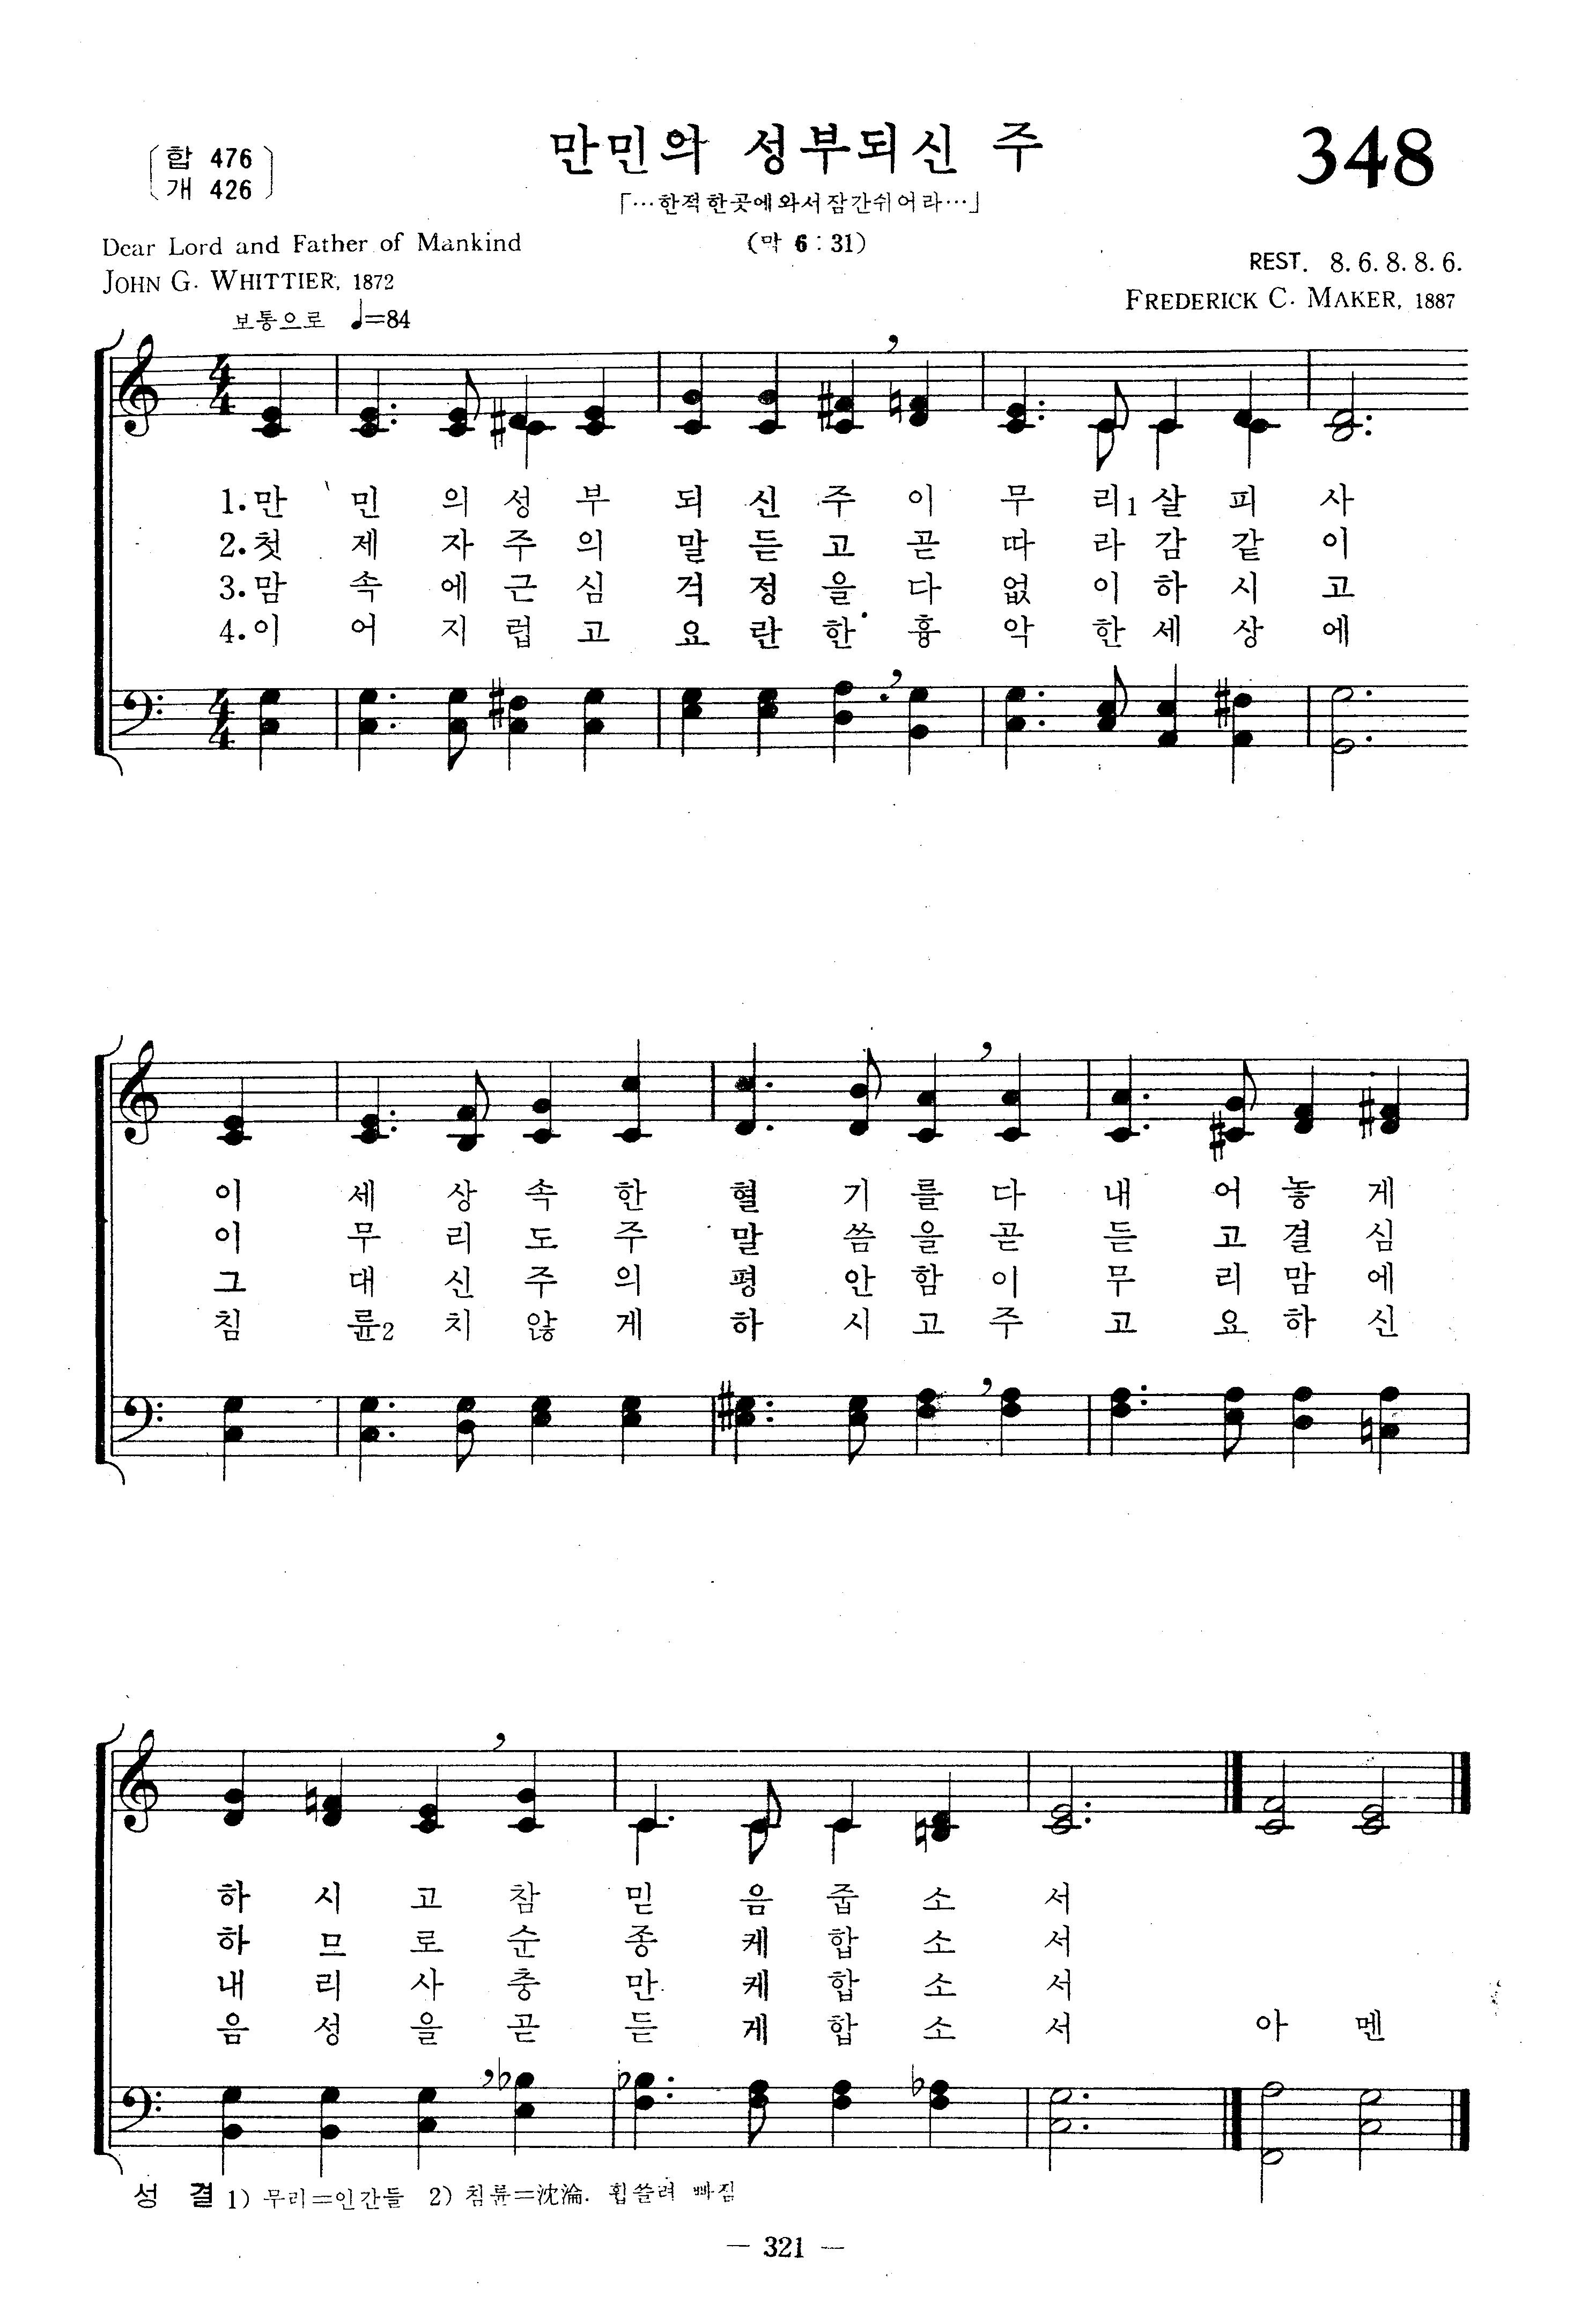 합 476
개 426
만민의 성부되신 주
348
「…한적한곳에와서잠간쉬어라…」
(막 6 : 31)
Dear Lord and Father of Mankind
JOHN G. WHITTIER, 1872
REST. 8. 6. 8. 8. 6.
FREDERICK C. MAKER, 1887
보통으로 ♩=84
4
4
1.만 민 의 성 부 되 신 주 이 무 리1 살 피 사
2.첫 제 자 주 의 말 듣 고 곧 따 라 감 같 이
3.맘 속 에 근 심 걱 정 을 다 없 이 하 시 고
4.이 어 지 럽 고 요 란 한 흉 악 한 세 상 에
4
4
이 세 상 속 한 혈 기 를 다 내 어 놓 게
이 무 리 도 주 말 씀 을 곧 듣 고 결 심
그 대 신 주 의 평 안 함 이 무 리 맘 에
침 륜2 치 않 게 하 시 고 주 고 요 하 신
하 시 고 참 믿 음 줍 소 서
하 므 로 순 종 케 합 소 서
내 리 사 충 만 케 합 소 서
음 성 을 곧 듣 게 합 소 서 아 멘
성 결 1) 무리=인간들 2) 침륜=沈淪. 휩쓸려 빠짐
— 321 —